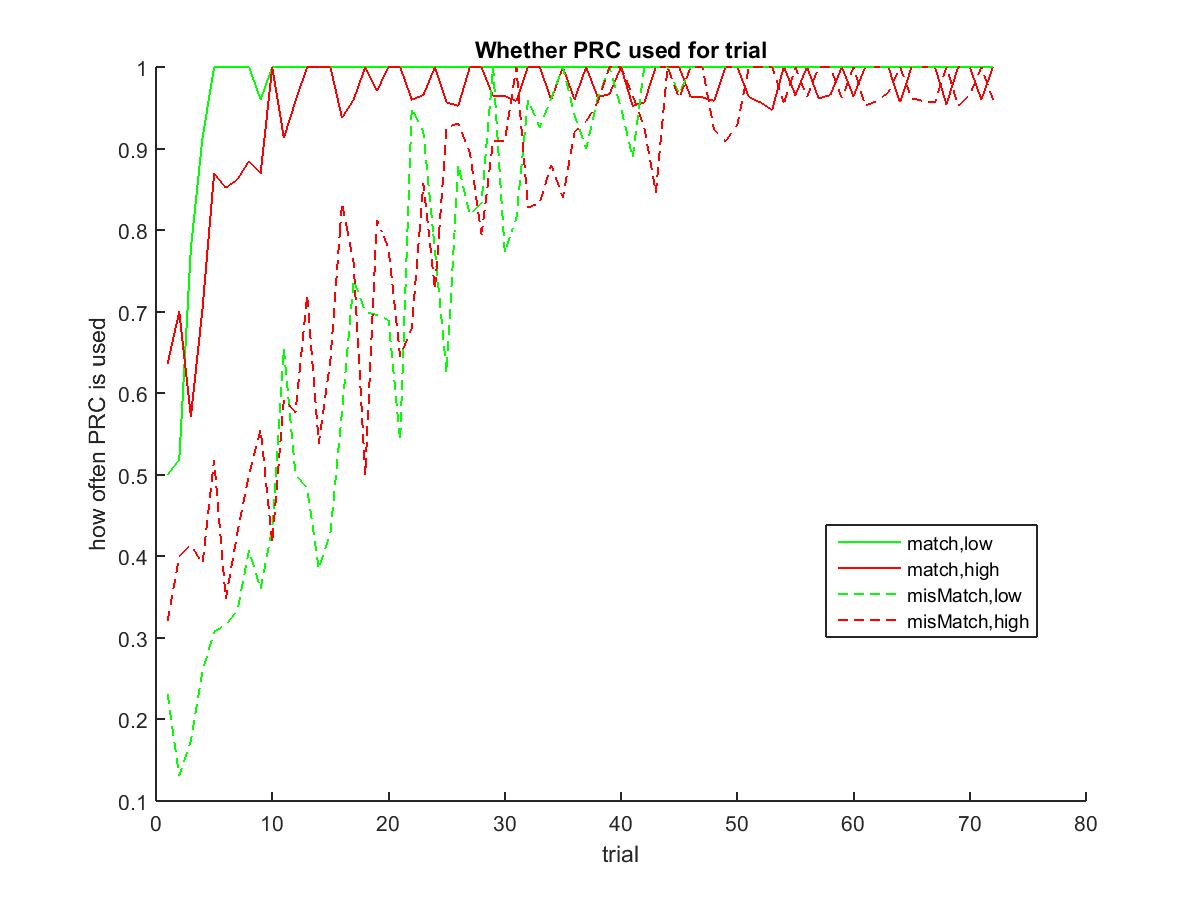 Whether PRC used for trial
1
0.9
0.8
0.7
0.6
0.5
0.4
0.3
0.2
0.1
how often PRC is used
match,low
match,high
misMatch,low
misMatch,high
0 10 20 30 40 50 60 70 80
trial